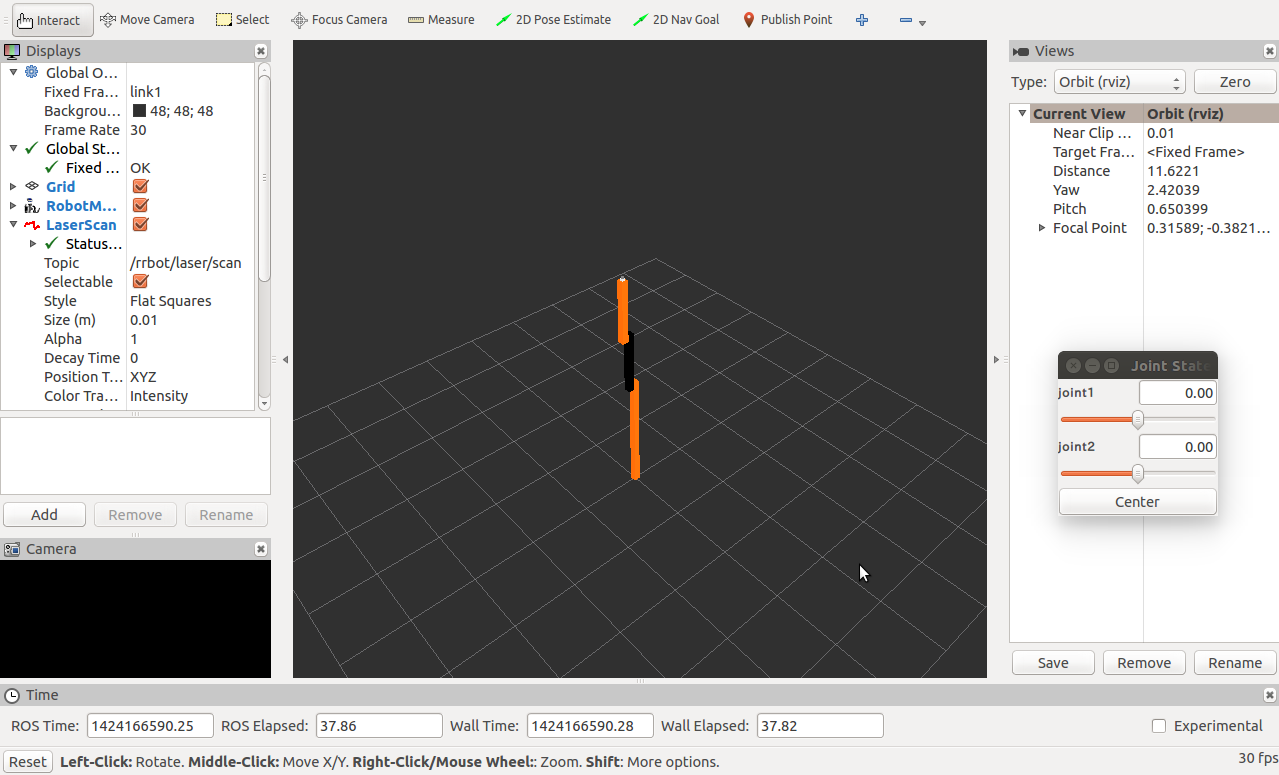 Interact Move Camera Select Focus Camera Measure 2D Pose Estimate 2D Nav Goal Publish Point
Displays
Global O...
Fixed Fra... link1
Backgrou... 48; 48; 48
Frame Rate 30
Global St...
Fixed ... OK
Grid
RobotM...
LaserScan
Status...
Topic /rrbot/laser/scan
Selectable
Style Flat Squares
Size (m) 0.01
Alpha 1
Decay Time 0
Position T... XYZ
Color Tra... Intensity
Add Remove Rename
Camera
Views
Type: Orbit (rviz) Zero
Current View Orbit (rviz)
Near Clip ... 0.01
Target Fra... <Fixed Frame>
Distance 11.6221
Yaw 2.42039
Pitch 0.650399
Focal Point 0.31589; -0.3821...
Joint State
joint1 0.00
joint2 0.00
Center
Save Remove Rename
Time
ROS Time: 1424166590.25 ROS Elapsed: 37.86 Wall Time: 1424166590.28 Wall Elapsed: 37.82 Experimental
Reset Left-Click: Rotate. Middle-Click: Move X/Y. Right-Click/Mouse Wheel:: Zoom. Shift: More options. 30 fps